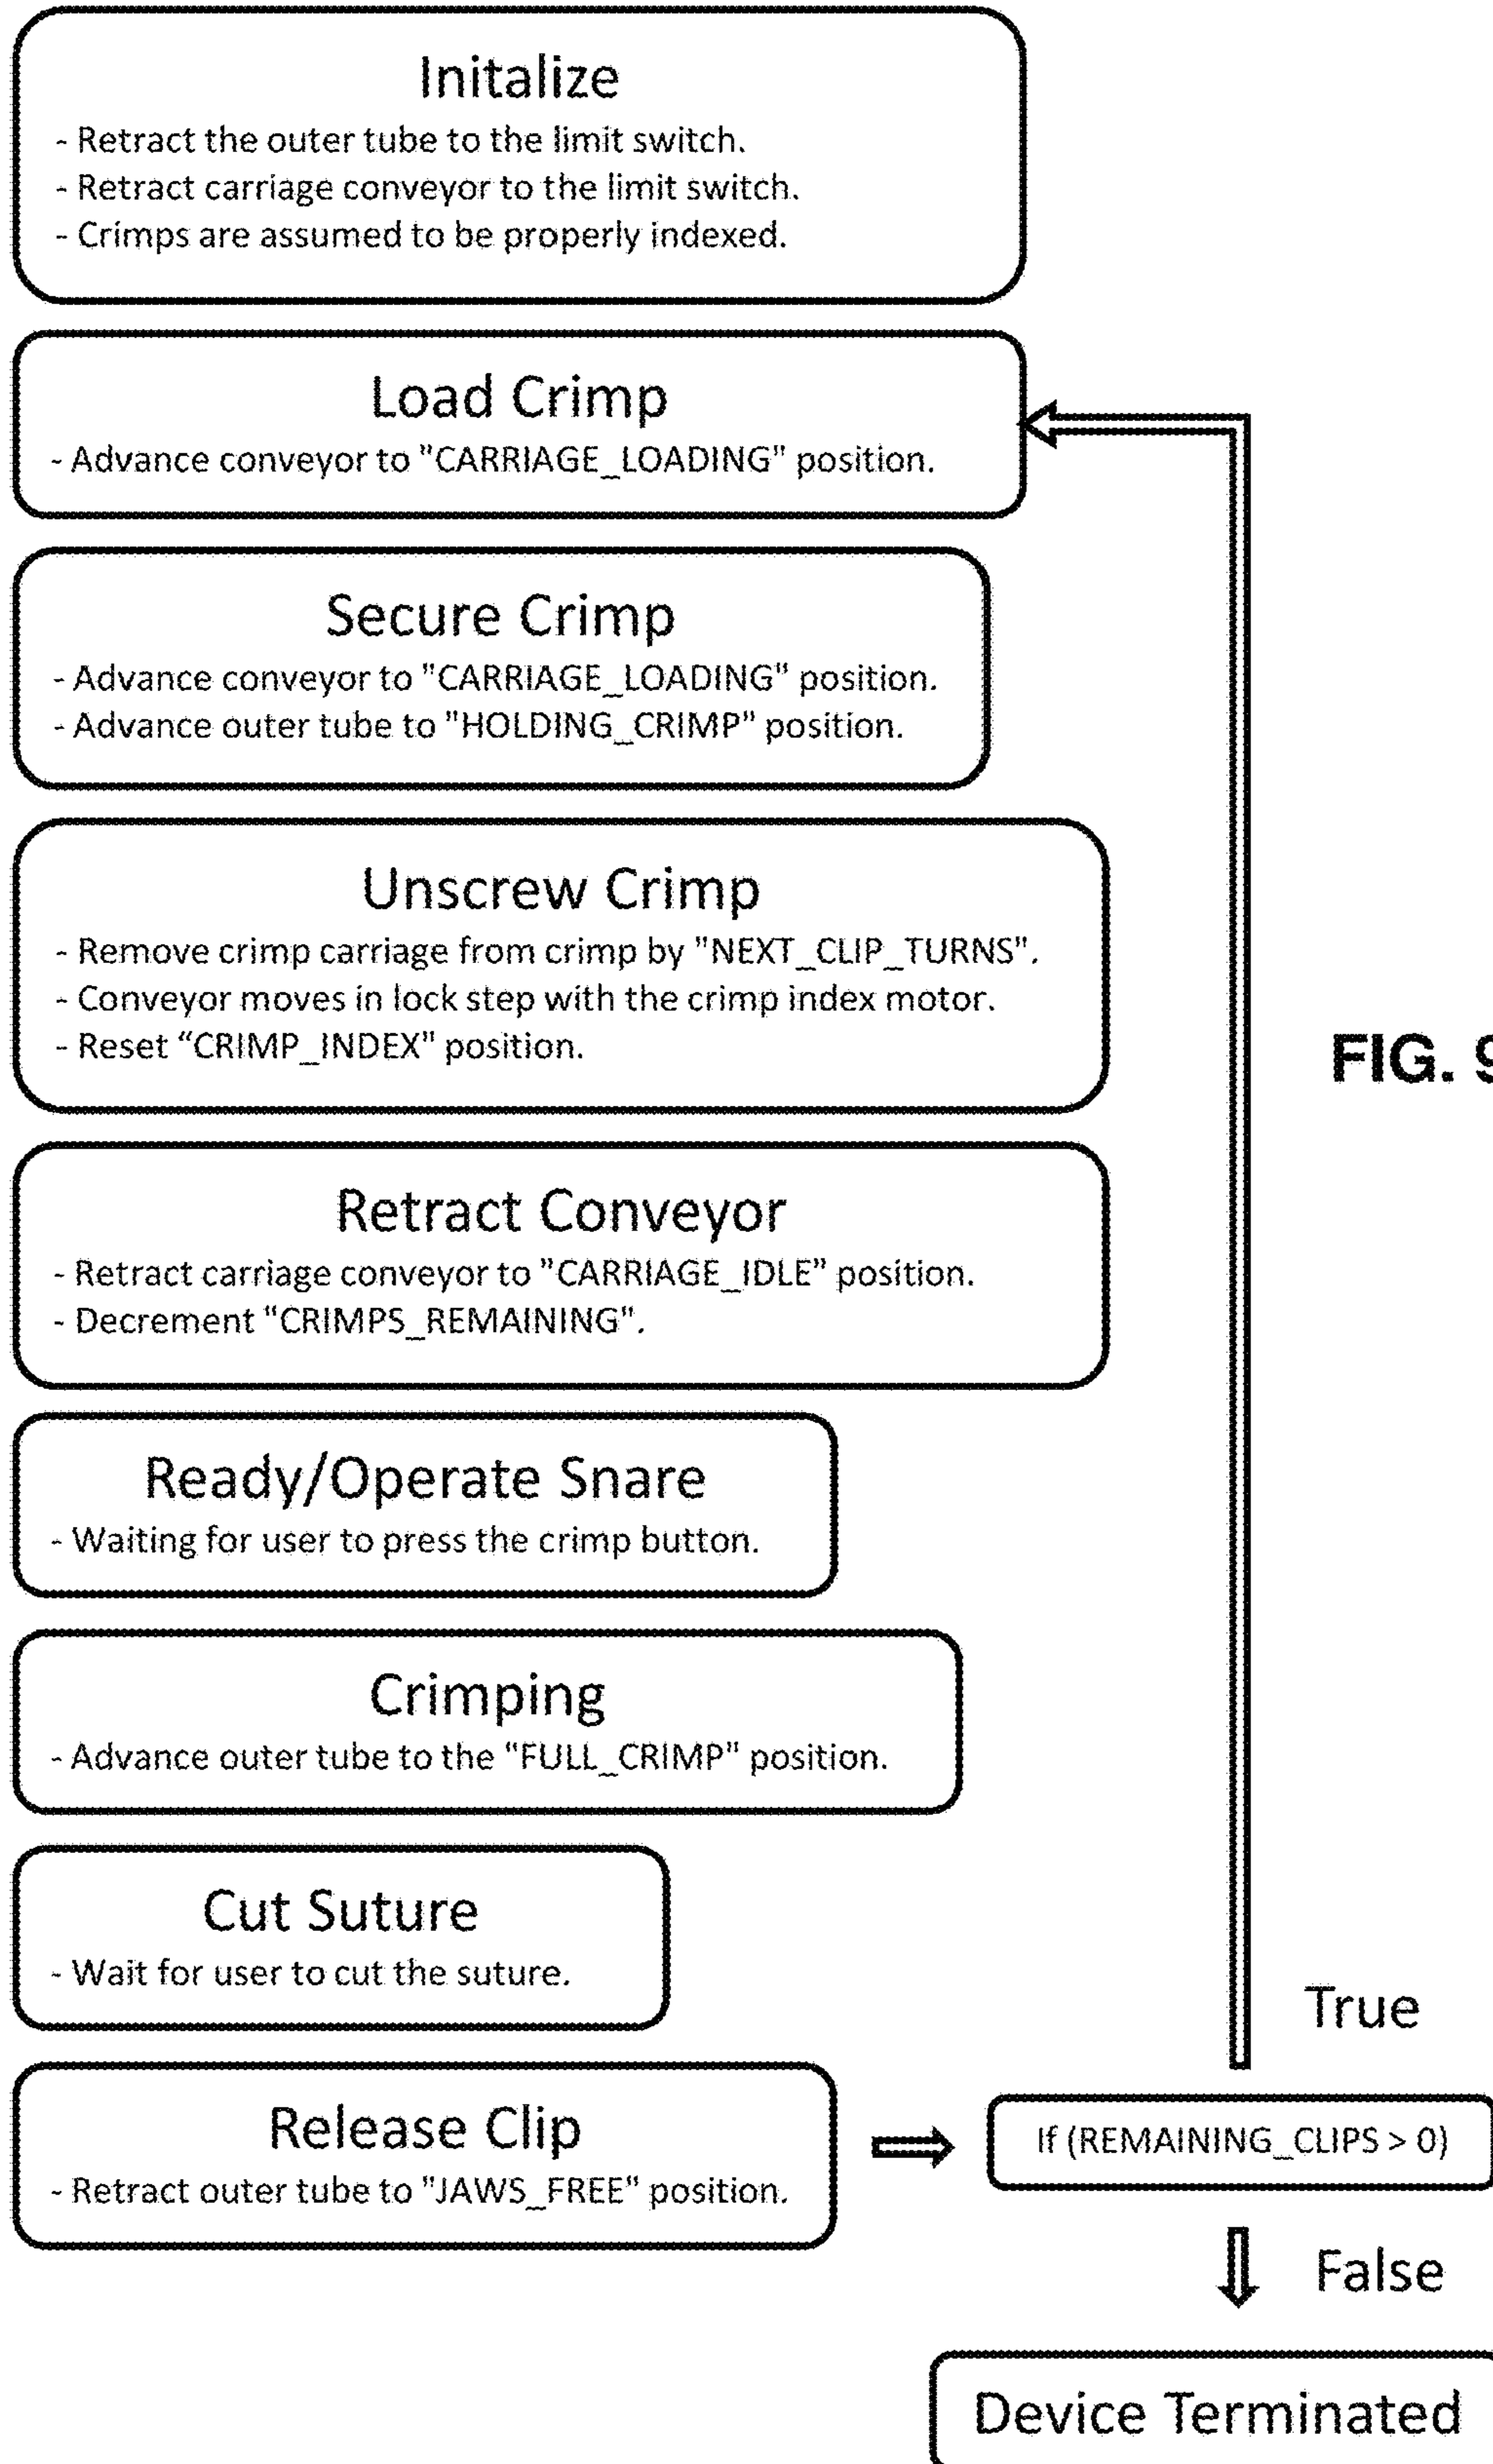 Initalize
- Retract the outer tube to the limit switch.
- Retract carriage conveyor to the limit switch.
- Crimps are assumed to be properly indexed.
Load Crimp
- Advance conveyor to "CARRIAGE_LOADING" position.
Secure Crimp
- Advance conveyor to "CARRIAGE_LOADING" position.
- Advance outer tube to "HOLDING_CRIMP" position.
Unscrew Crimp
- Remove crimp carriage from crimp by "NEXT_CLIP_TURNS".
- Conveyor moves in lock step with the crimp index motor.
- Reset “CRIMP_INDEX" position.
FIG. 9
Retract Conveyor
- Retract carriage conveyor to "CARRIAGE_IDLE" position.
- Decrement "CRIMPS_REMAINING".
Ready/Operate Snare
- Waiting for user to press the crimp button.
Crimping
- Advance outer tube to the "FULL_CRIMP" position.
Cut Suture
- Wait for user to cut the suture.
True
Release Clip
- Retract outer tube to "JAWS_FREE" position.
If (REMAINING_CLIPS > 0)
False
Device Terminated